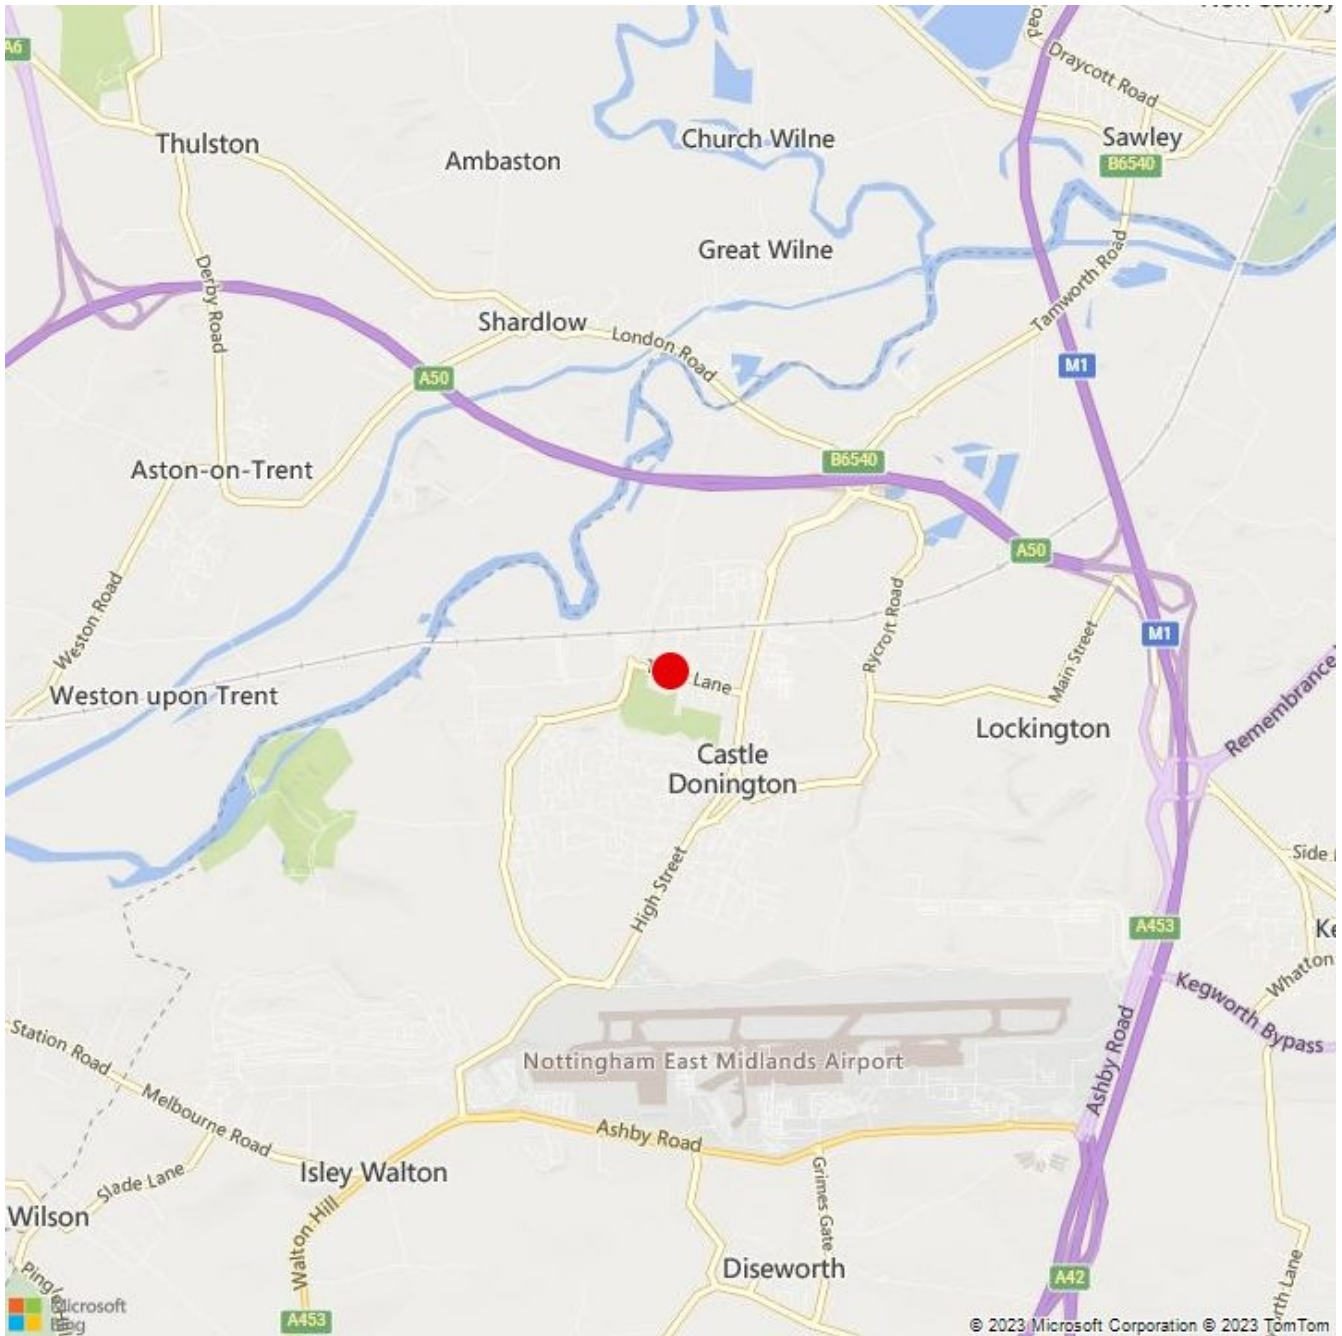 A6
Draycott Road
Thulston
Ambaston
Church Wilne
Sawley
B6540
Great Wilne
Derby Road
Tamworth Road
Shardlow
London Road
M1
A50
Aston-on-Trent
B6540
A50
Weston Road
Rycroft Road
Main Street
M1
Lane
Weston upon Trent
Lockington
Remembrance
Castle
Donington
High Street
Side
A453
Whatton
Kegworth Bypass
Station Road
Nottingham East Midlands Airport
Ashby Road
Melbourne Road
Ashby Road
Slade Lane
Isley Walton
Grimes Gate
Wilson
Walton Hill
Diseworth
A42
A453
Microsoft
Bing
© 2023 Microsoft Corporation © 2023 TomTom